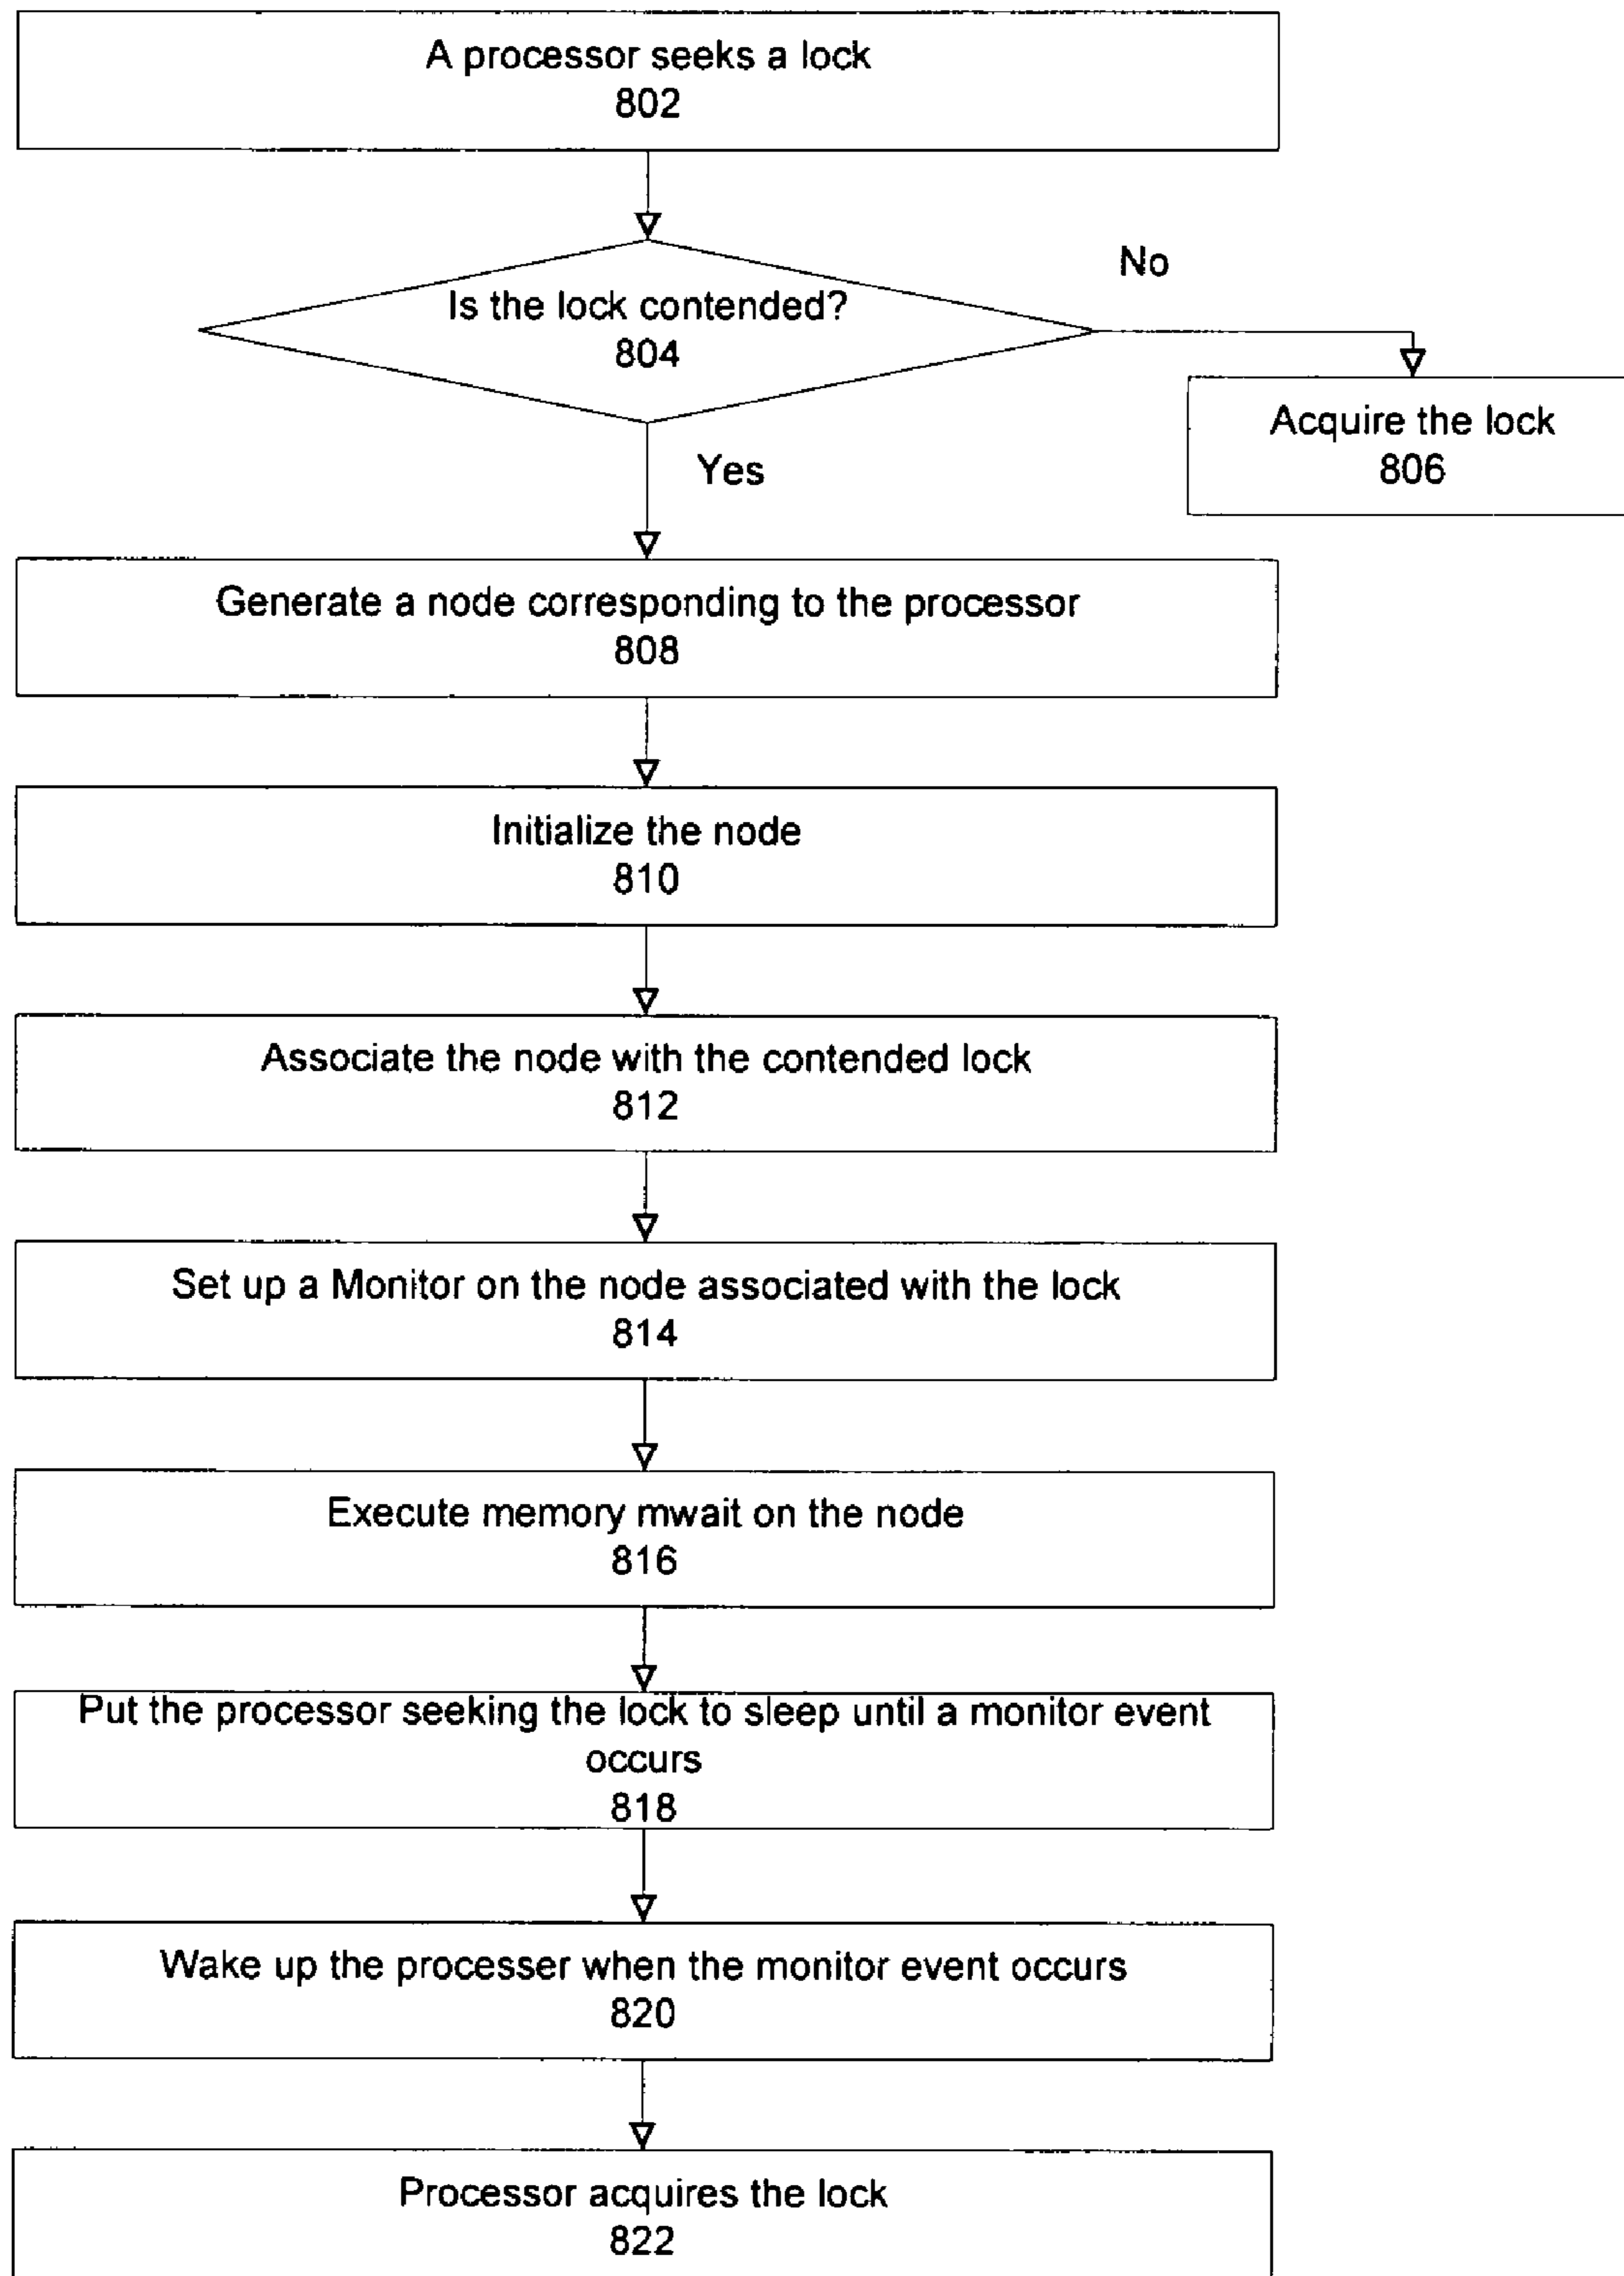 A processor seeks a lock
802
Is the lock contended?
804
No
Acquire the lock
806
Yes
Generate a node corresponding to the processor
808
Initialize the node
810
Associate the node with the contended lock
812
Set up a Monitor on the node associated with the lock
814
Execute memory mwait on the node
816
Put the processor seeking the lock to sleep until a monitor event
occurs
818
Wake up the processer when the monitor event occurs
820
Processor acquires the lock
822